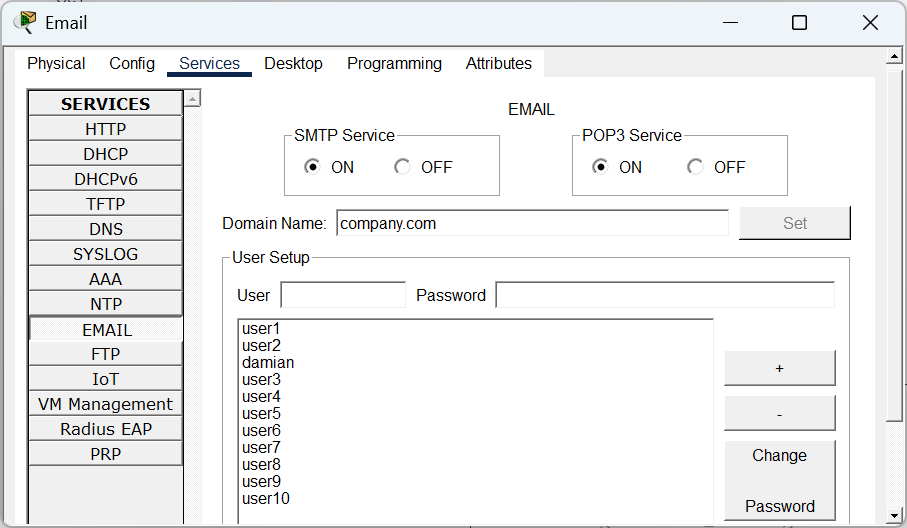 Email
Physical Config Services Desktop Programming Attributes
SERVICES
HTTP
DHCP
DHCPv6
TFTP
DNS
SYSLOG
AAA
NTP
EMAIL
FTP
IoT
VM Management
Radius EAP
PRP
EMAIL
SMTP Service
ON OFF
POP3 Service
ON OFF
Domain Name: company.com Set
User Setup
User Password
user1
user2
damian
user3
user4
user5
user6
user7
user8
user9
user10
+
-
Change
Password